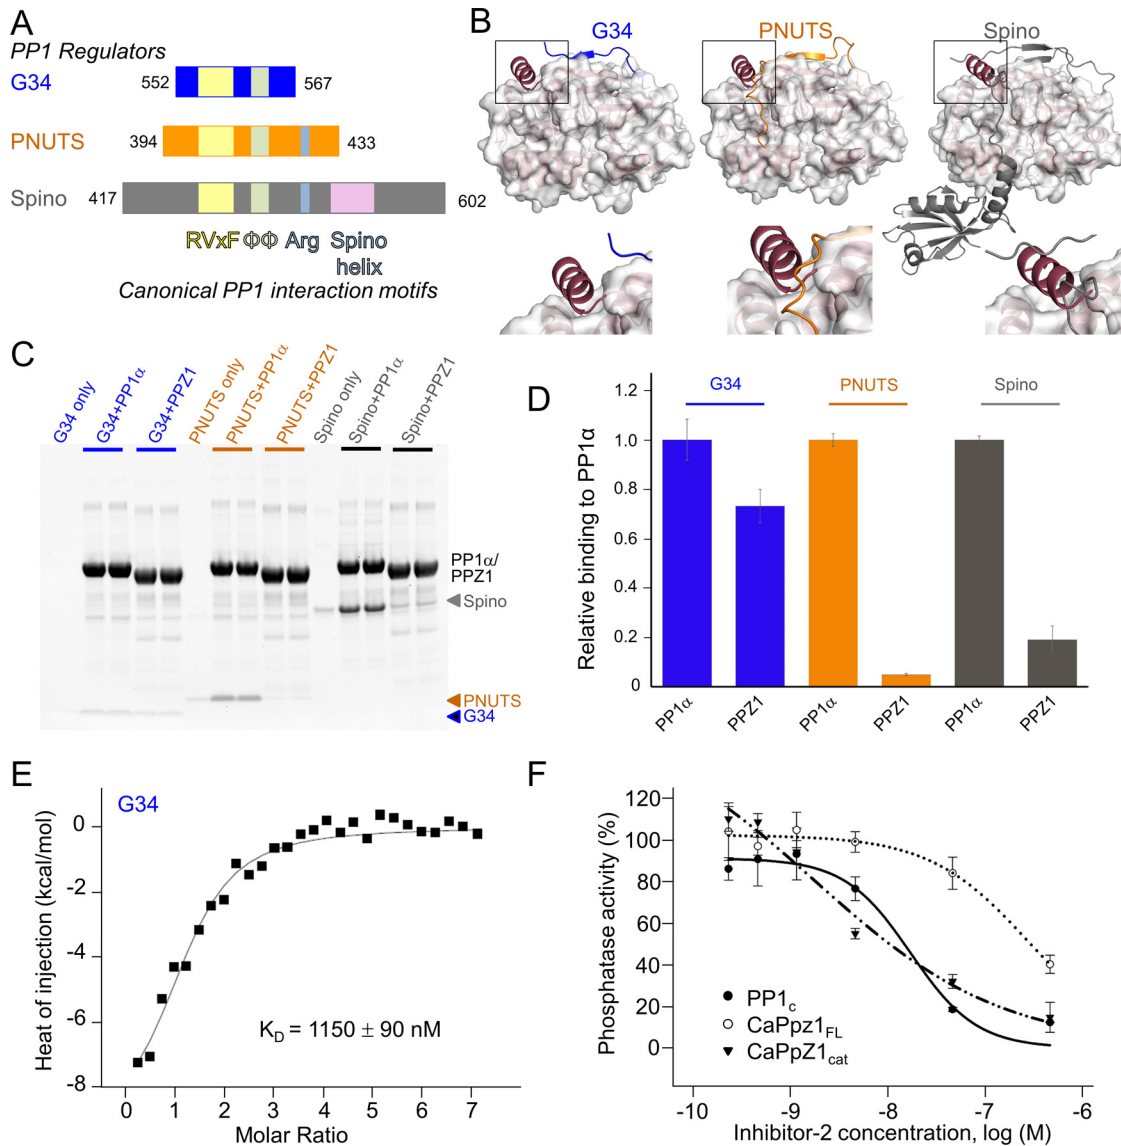 A
PP1 Regulators
G34
552
567
PNUTS
394
433
Spino
417
602
RVxF ΦΦ Arg Spino
helix
Canonical PP1 interaction motifs
B
G34
PNUTS
Spino
C
G34 only
G34+PP1α
G34+PPZ1
PNUTS only
PNUTS+PP1α
PNUTS+PPZ1
Spino only
Spino+PP1α
Spino+PPZ1
PP1α/
PPZ1
Spino
PNUTS
G34
D
Relative binding to PP1α
1.2
1.0
0.8
0.6
0.4
0.2
0
G34
PNUTS
Spino
PP1α
PPZ1
PP1α
PPZ1
PP1α
PPZ1
E
G34
Heat of injection (kcal/mol)
0
-2
-4
-6
-8
K_D = 1150 ± 90 nM
0 1 2 3 4 5 6 7
Molar Ratio
F
Phosphatase activity (%)
120
100
80
60
40
20
0
PP1c
CaPpz1FL
CaPpZ1cat
-10 -9 -8 -7 -6
Inhibitor-2 concentration, log (M)